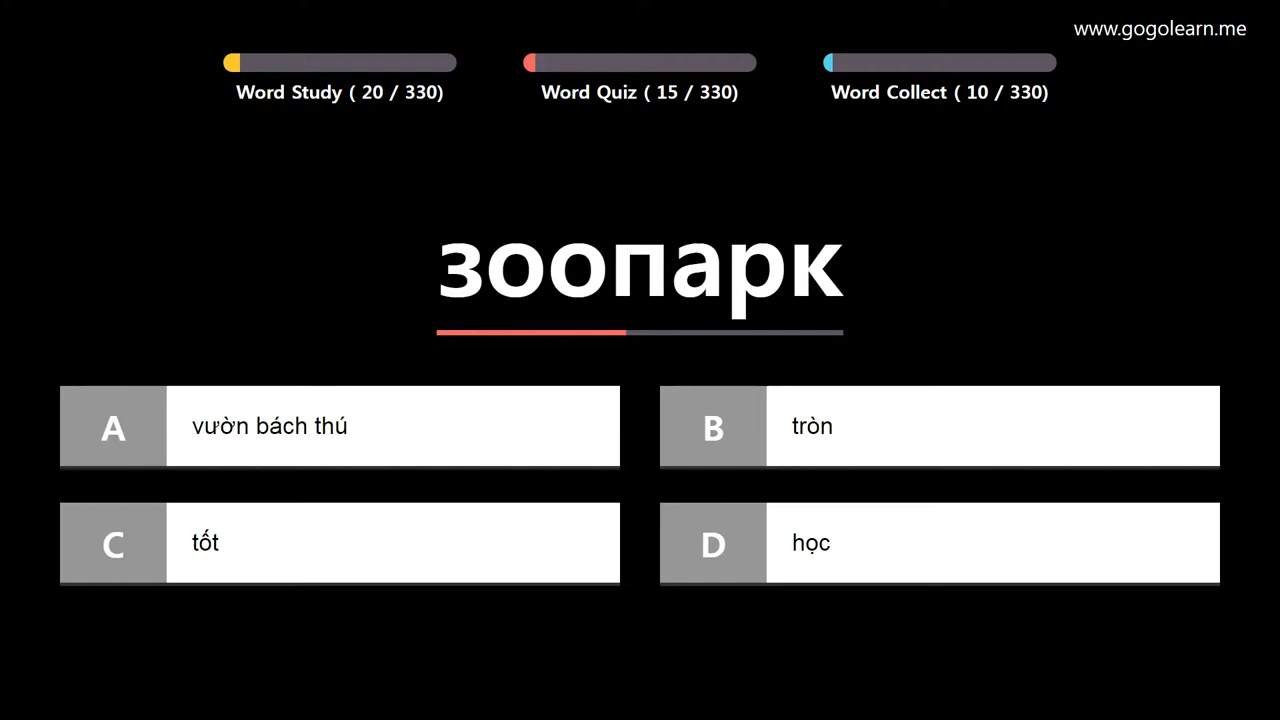 www.gogolearn.me
Word Study ( 20 / 330)
Word Quiz ( 15 / 330)
Word Collect ( 10 / 330)
зоопарк
A vườn bách thú
B tròn
C tốt
D học